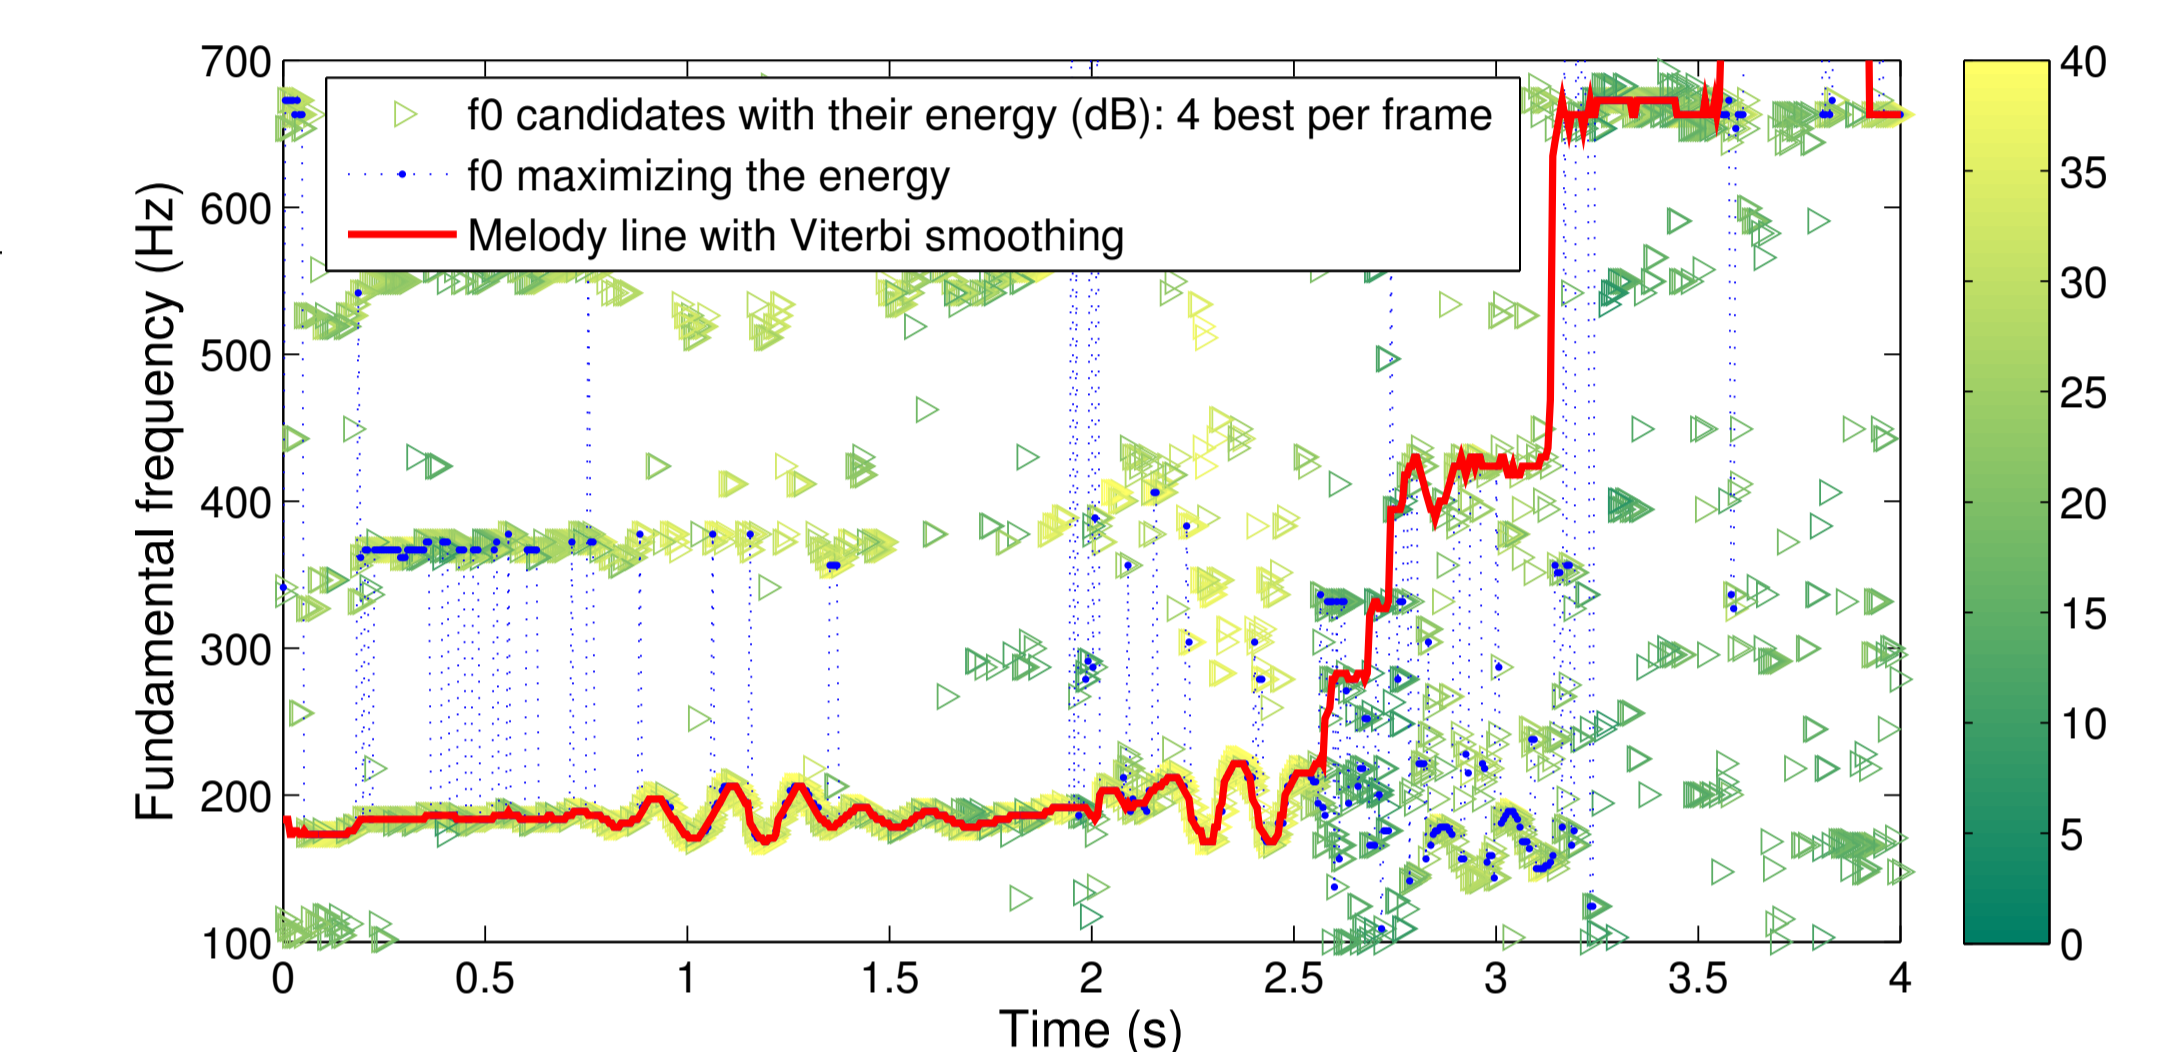 700
600
500
400
300
200
100
Fundamental frequency (Hz)
f0 candidates with their energy (dB): 4 best per frame
f0 maximizing the energy
Melody line with Viterbi smoothing
0 0.5 1 1.5 2 2.5 3 3.5 4
Time (s)
40
35
30
25
20
15
10
5
0